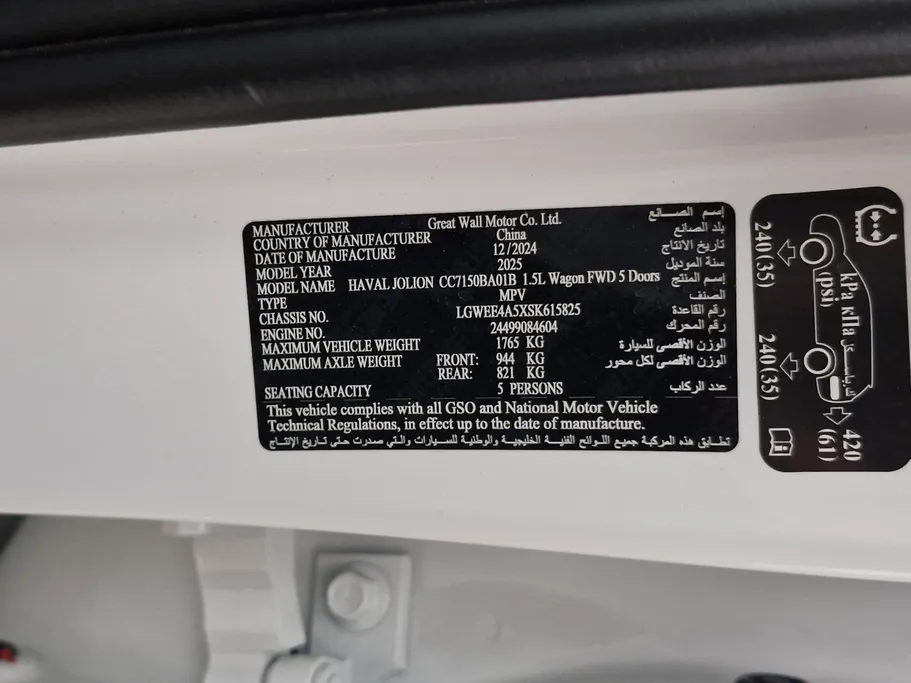 MANUFACTURER Great Wall Motor Co. Ltd. إسم الصانع
COUNTRY OF MANUFACTURER China بلد الصانع
DATE OF MANUFACTURE 12/2024 تاريخ الانتاج
MODEL YEAR 2025 سنة الموديل
MODEL NAME HAVAL JOLION CC7150BA01B 1.5L Wagon FWD 5 Doors إسم المنتج
TYPE MPV الصنف
CHASSIS NO. LGWEE4A5XSK615825 رقم القاعدة
ENGINE NO. 24499084604 رقم المحرك
MAXIMUM VEHICLE WEIGHT 1765 KG الوزن الأقصى للسيارة
MAXIMUM AXLE WEIGHT FRONT: 944 KG الوزن الأقصى لكل محور
REAR: 821 KG
SEATING CAPACITY 5 PERSONS عدد الركاب
This vehicle complies with all GSO and National Motor Vehicle
Technical Regulations, in effect up to the date of manufacture.
تطابق هذه المركبة جميع اللوائح الفنية الخليجية والوطنية للسيارات والتي صدرت حتى تاريخ الإنتاج
kPa кПа كيلو باسكال
(psi)
240(35)
240(35)
420
(61)